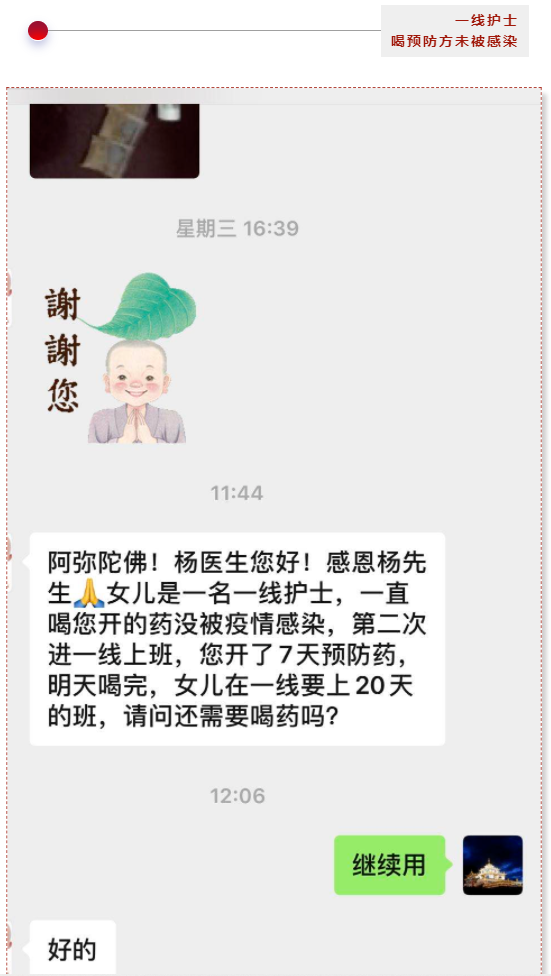 一线护士
喝预防方未被感染
星期三 16:39
謝
謝
您
11:44
阿弥陀佛！杨医生您好！感恩杨先
生🙏女儿是一名一线护士，一直
喝您开的药没被疫情感染，第二次
进一线上班，您开了7天预防药，
明天喝完，女儿在一线要上20天
的班，请问还需要喝药吗？
12:06
继续用
好的